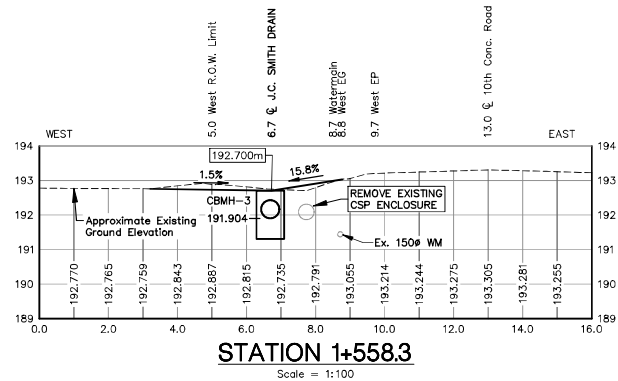 5.0 West R.O.W. Limit
6.7 ℄ J.C. SMITH DRAIN
8.7 Watermain
8.8 West EG
9.7 West EP
13.0 ℄ 10th Conc. Road
WEST
EAST
194
194
193
193
192
192
191
191
190
190
189
189
192.700m
1.5%
15.8%
CBMH-3
191.904
REMOVE EXISTING
CSP ENCLOSURE
Approximate Existing
Ground Elevation
Ex. 150ø WM
192.770
192.765
192.759
192.843
192.887
192.815
192.735
192.791
193.055
193.214
193.244
193.275
193.305
193.281
193.255
0.0
2.0
4.0
6.0
8.0
10.0
12.0
14.0
16.0
STATION 1+558.3
Scale = 1:100